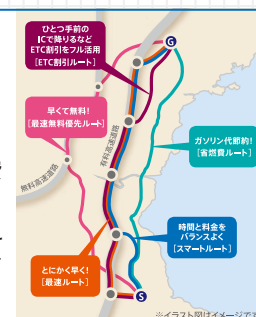 ひとつ手前の
ICで降りるなど
ETC割引をフル活用
[ETC割引ルート]
G
早くて無料!
[最速無料優先ルート]
有料高速道路
無料高速道路
ガソリン代節約!
[省燃費ルート]
時間と料金を
バランスよく
[スマートルート]
とにかく早く!
[最速ルート]
S
※イラスト図はイメージです